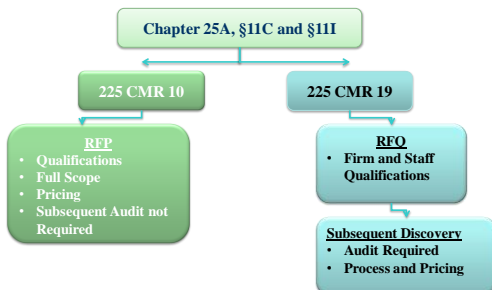 Chapter 25A, §11C and §11I
225 CMR 10
225 CMR 19
RFP
• Qualifications
• Full Scope
• Pricing
• Subsequent Audit not
Required
RFQ
• Firm and Staff
Qualifications
Subsequent Discovery
• Audit Required
• Process and Pricing